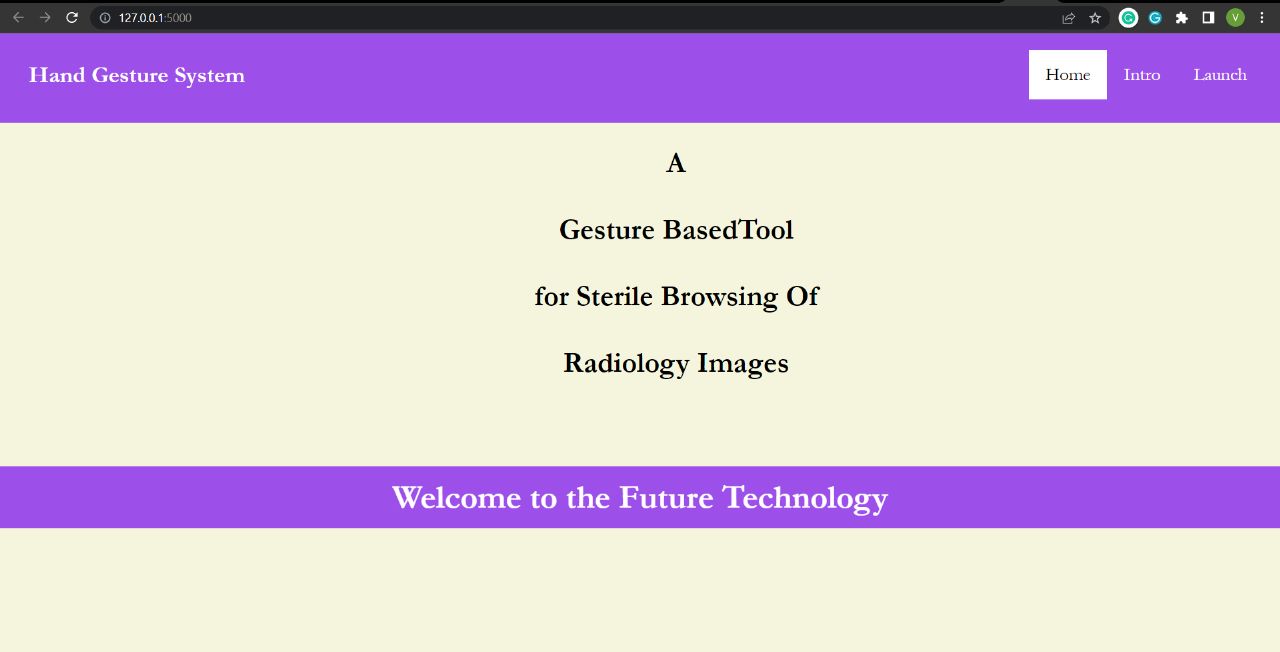 127.0.0.1:5000
V
Hand Gesture System
Home Intro Launch
A
Gesture BasedTool
for Sterile Browsing Of
Radiology Images
Welcome to the Future Technology